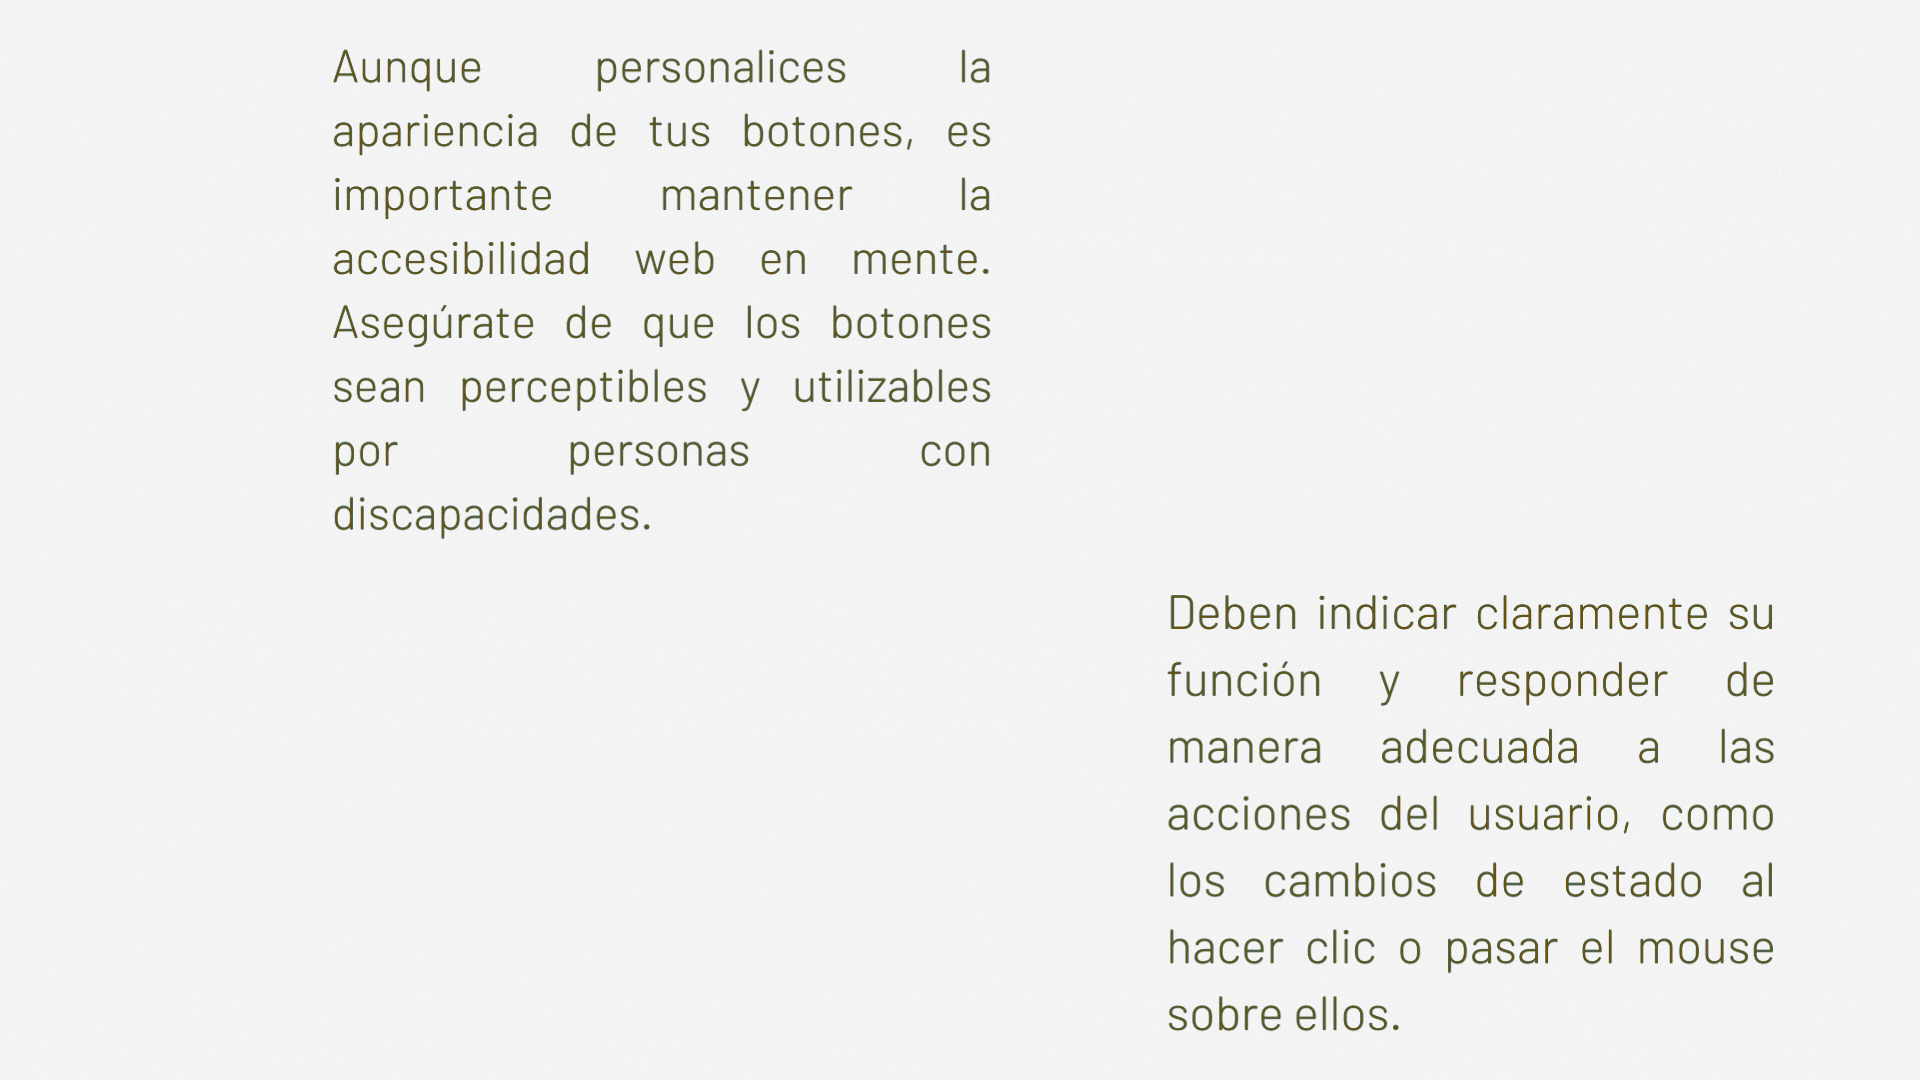 Aunque personalices la
apariencia de tus botones, es
importante mantener la
accesibilidad web en mente.
Asegúrate de que los botones
sean perceptibles y utilizables
por personas con
discapacidades.
Deben indicar claramente su
función y responder de
manera adecuada a las
acciones del usuario, como
los cambios de estado al
hacer clic o pasar el mouse
sobre ellos.